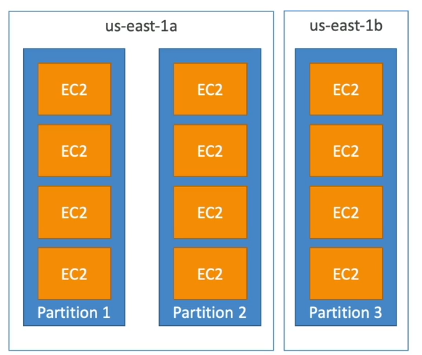 us-east-1a
EC2
EC2
EC2
EC2
Partition 1
EC2
EC2
EC2
EC2
Partition 2
us-east-1b
EC2
EC2
EC2
EC2
Partition 3